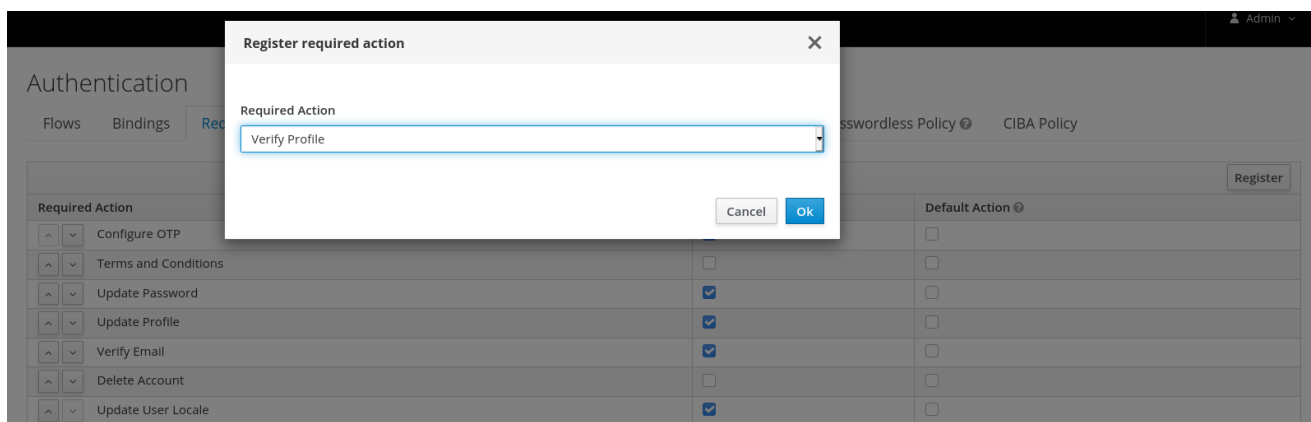 Admin
Register required action
Authentication
Required Action
Flows Bindings Req sswordless Policy CIBA Policy
Verify Profile
Register
Cancel Ok
Required Action Default Action
Configure OTP
Terms and Conditions
Update Password
Update Profile
Verify Email
Delete Account
Update User Locale